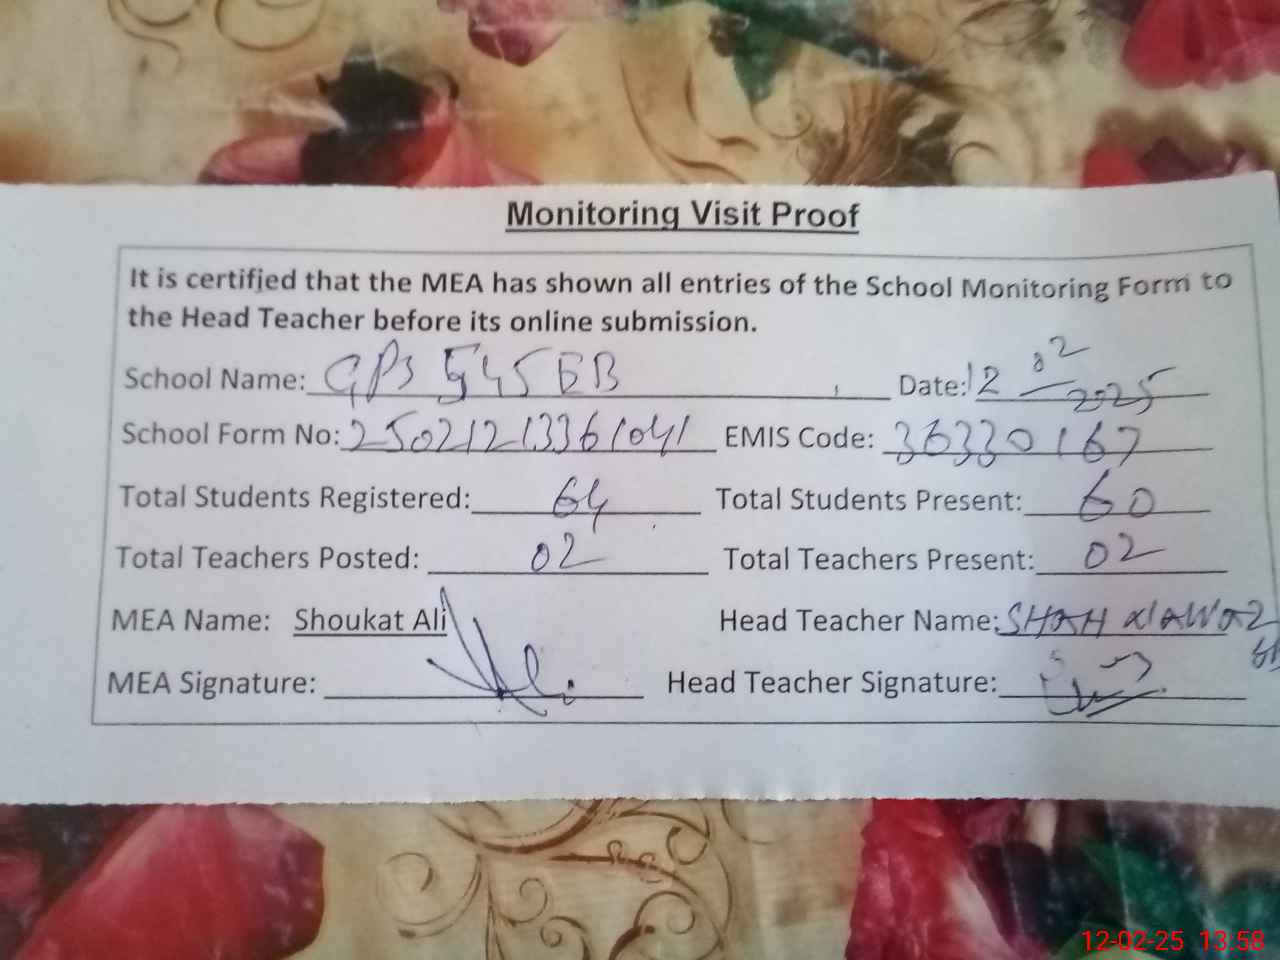 Monitoring Visit Proof
It is certified that the MEA has shown all entries of the School Monitoring Form to
the Head Teacher before its online submission.
School Name: GPS 545 EB Date: 12 02 2025
School Form No: 25021213361041 EMIS Code: 36330167
Total Students Registered: 64 Total Students Present: 60
Total Teachers Posted: 02 Total Teachers Present: 02
MEA Name: Shoukat Ali Head Teacher Name: SHAH NAWAZ
MEA Signature: Head Teacher Signature:
12-02-25 13:58